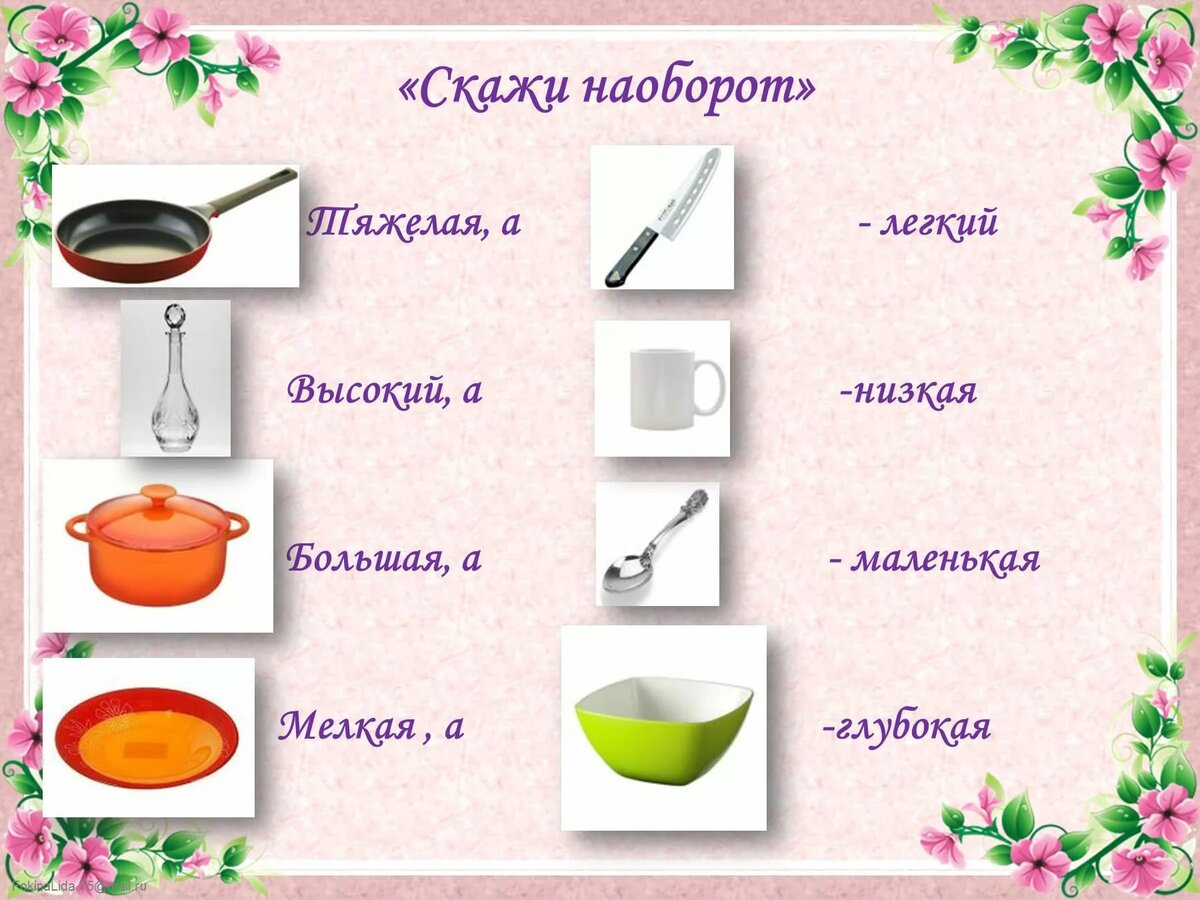 «Скажи наоборот»
Тяжелая, а - легкий
Высокий, а -низкая
Большая, а - маленькая
Мелкая , а -глубокая